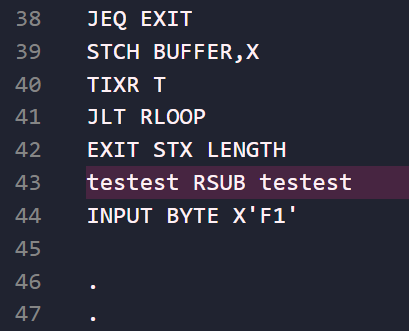 38 JEQ EXIT
39 STCH BUFFER,X
40 TIXR T
41 JLT RLOOP
42 EXIT STX LENGTH
43 testest RSUB testest
44 INPUT BYTE X'F1'
45
46 .
47 .